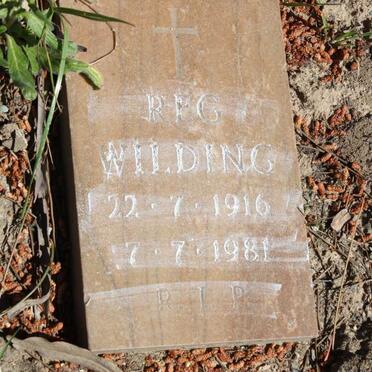 REG
WILDING
22 · 7 · 1916
7 · 7 · 1981
R I P